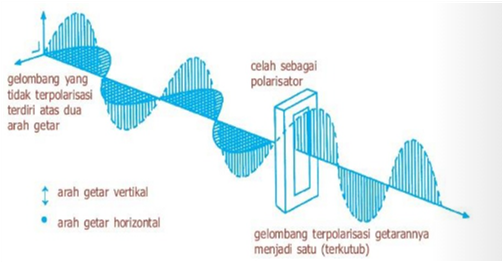 gelombang yang
tidak terpolarisasi
terdiri atas dua
arah getar
celah sebagai
polarisator
arah getar vertikal
arah getar horizontal
gelombang terpolarisasi getarannya
menjadi satu (terkutub)